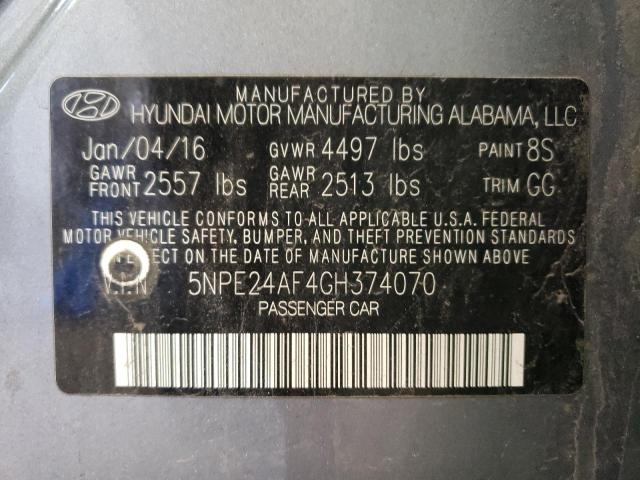 MANUFACTURED BY
HYUNDAI MOTOR MANUFACTURING ALABAMA, LLC
Jan/04/16 GVWR 4497 lbs PAINT 8S
GAWR FRONT 2557 lbs GAWR REAR 2513 lbs TRIM GG
THIS VEHICLE CONFORMS TO ALL APPLICABLE U.S.A. FEDERAL
MOTOR VEHICLE SAFETY, BUMPER, AND THEFT PREVENTION STANDARDS
EFFECT ON THE DATE OF MANUFACTURE SHOWN ABOVE.
V.I.N 5NPE24AF4GH374070
PASSENGER CAR